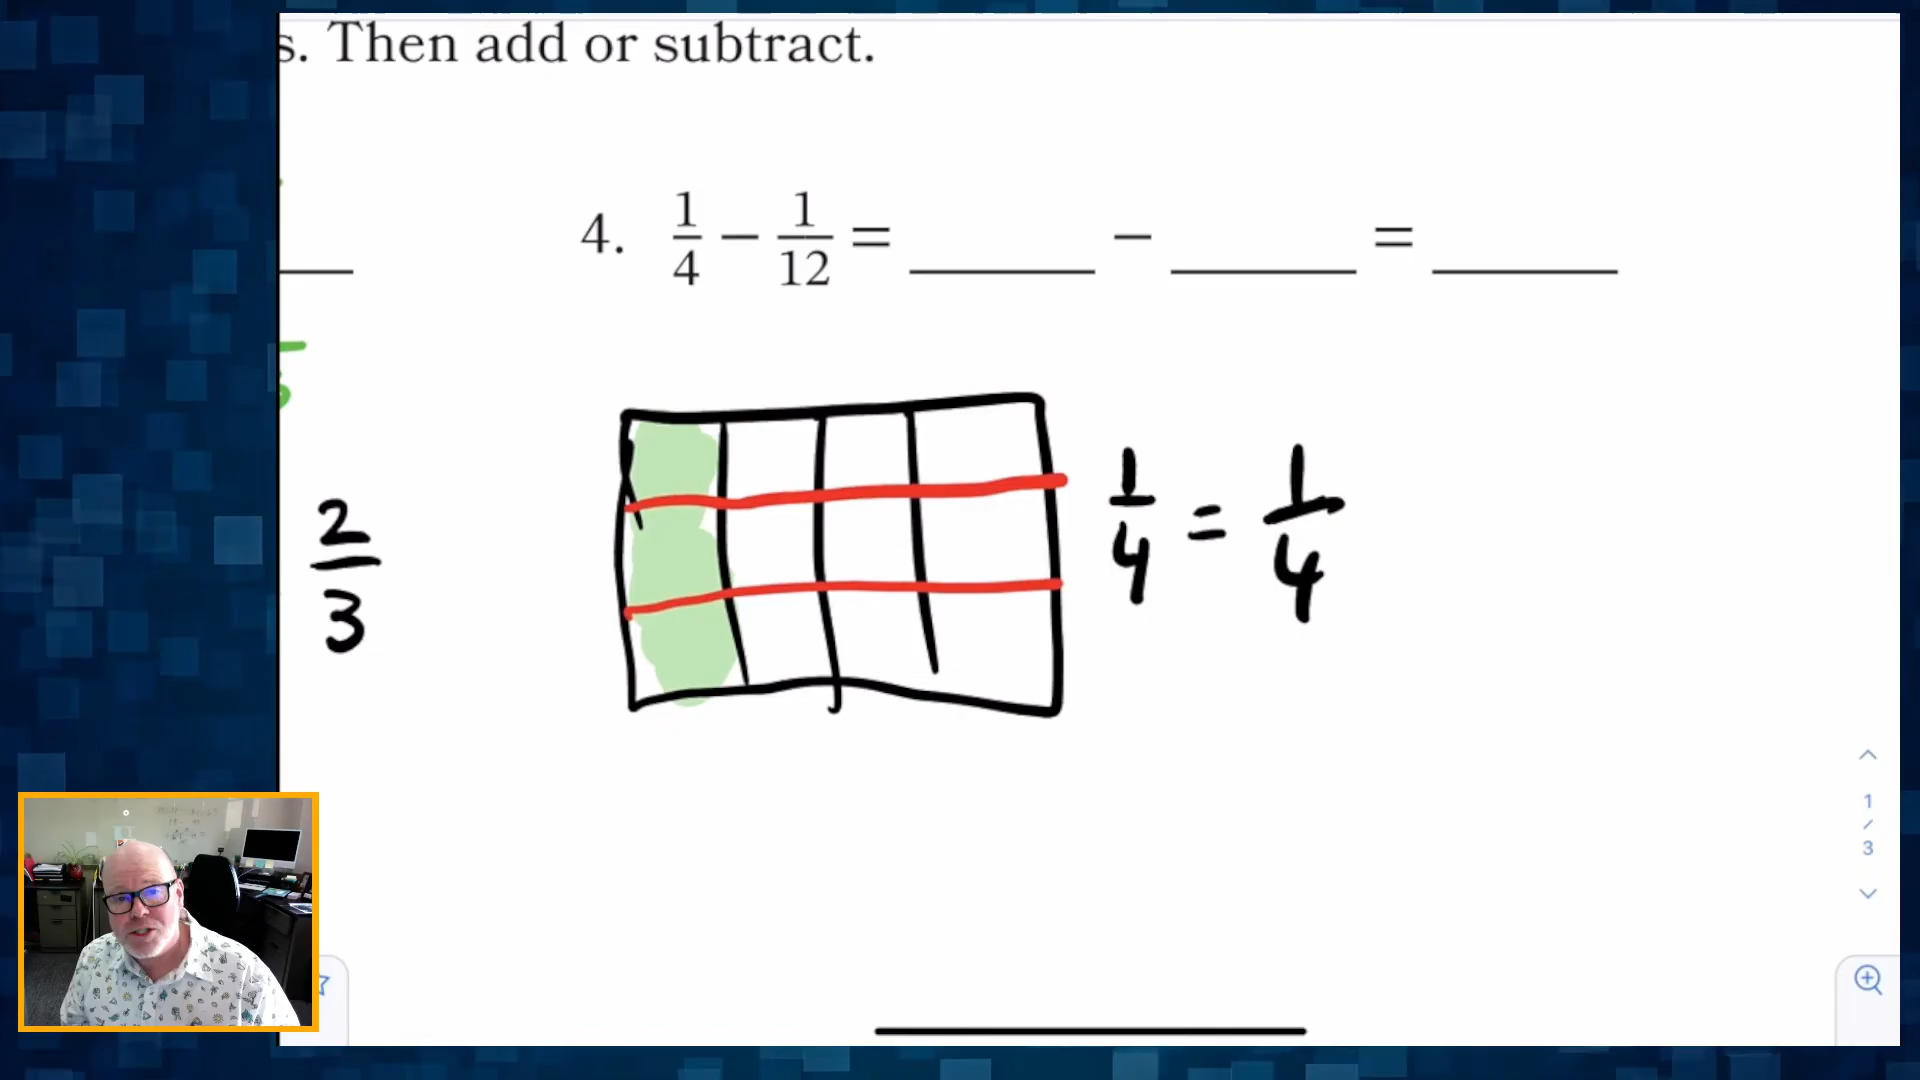 s. Then add or subtract.
4. 1/4 − 1/12 = ______ − ______ = ______
2/3
1/4 = 1/4
1
/
3